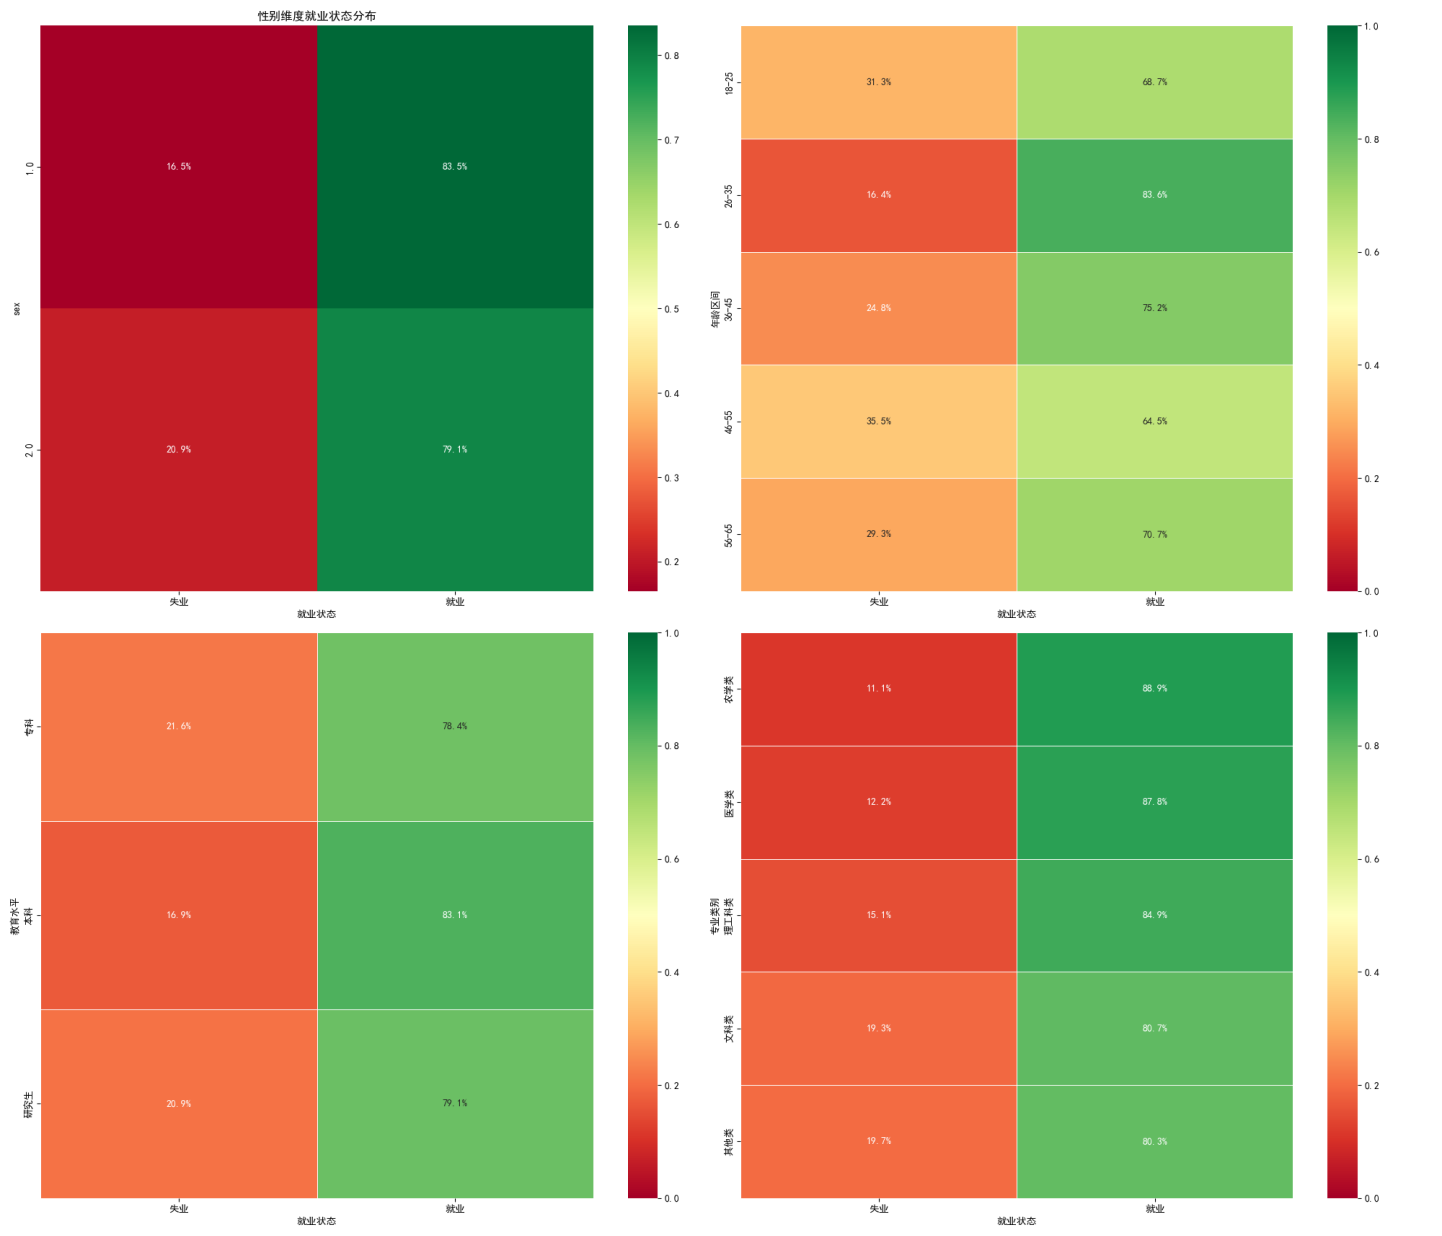 性别维度就业状态分布
sex
1.0
2.0
16.5%
83.5%
20.9%
79.1%
失业
就业
就业状态
0.8
0.7
0.6
0.5
0.4
0.3
0.2
年龄区间
18-25
26-35
36-45
46-55
56-65
31.3%
68.7%
16.4%
83.6%
24.8%
75.2%
35.5%
64.5%
29.3%
70.7%
失业
就业
就业状态
1.0
0.8
0.6
0.4
0.2
0.0
教育水平
专科
本科
研究生
21.6%
78.4%
16.9%
83.1%
20.9%
79.1%
失业
就业
就业状态
1.0
0.8
0.6
0.4
0.2
0.0
专业类别
农学类
医学类
理工科类
文科类
其他类
11.1%
88.9%
12.2%
87.8%
15.1%
84.9%
19.3%
80.7%
19.7%
80.3%
失业
就业
就业状态
1.0
0.8
0.6
0.4
0.2
0.0